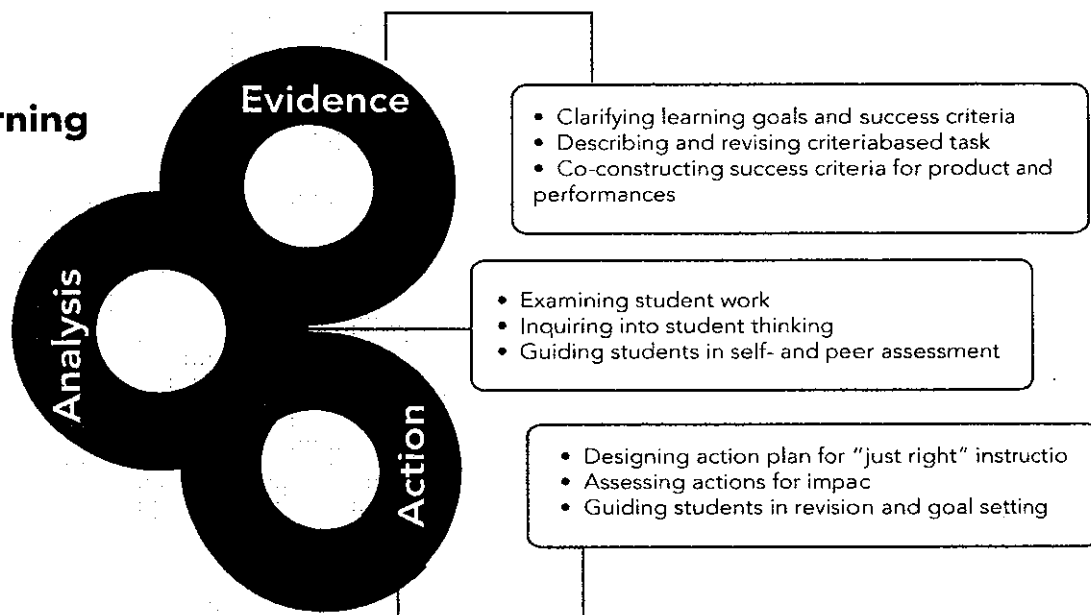 rning
Evidence
• Clarifying learning goals and success criteria
• Describing and revising criteriabased task
• Co-constructing success criteria for product and
performances
Analysis
• Examining student work
• Inquiring into student thinking
• Guiding students in self- and peer assessment
Action
• Designing action plan for "just right" instructio
• Assessing actions for impac
• Guiding students in revision and goal setting